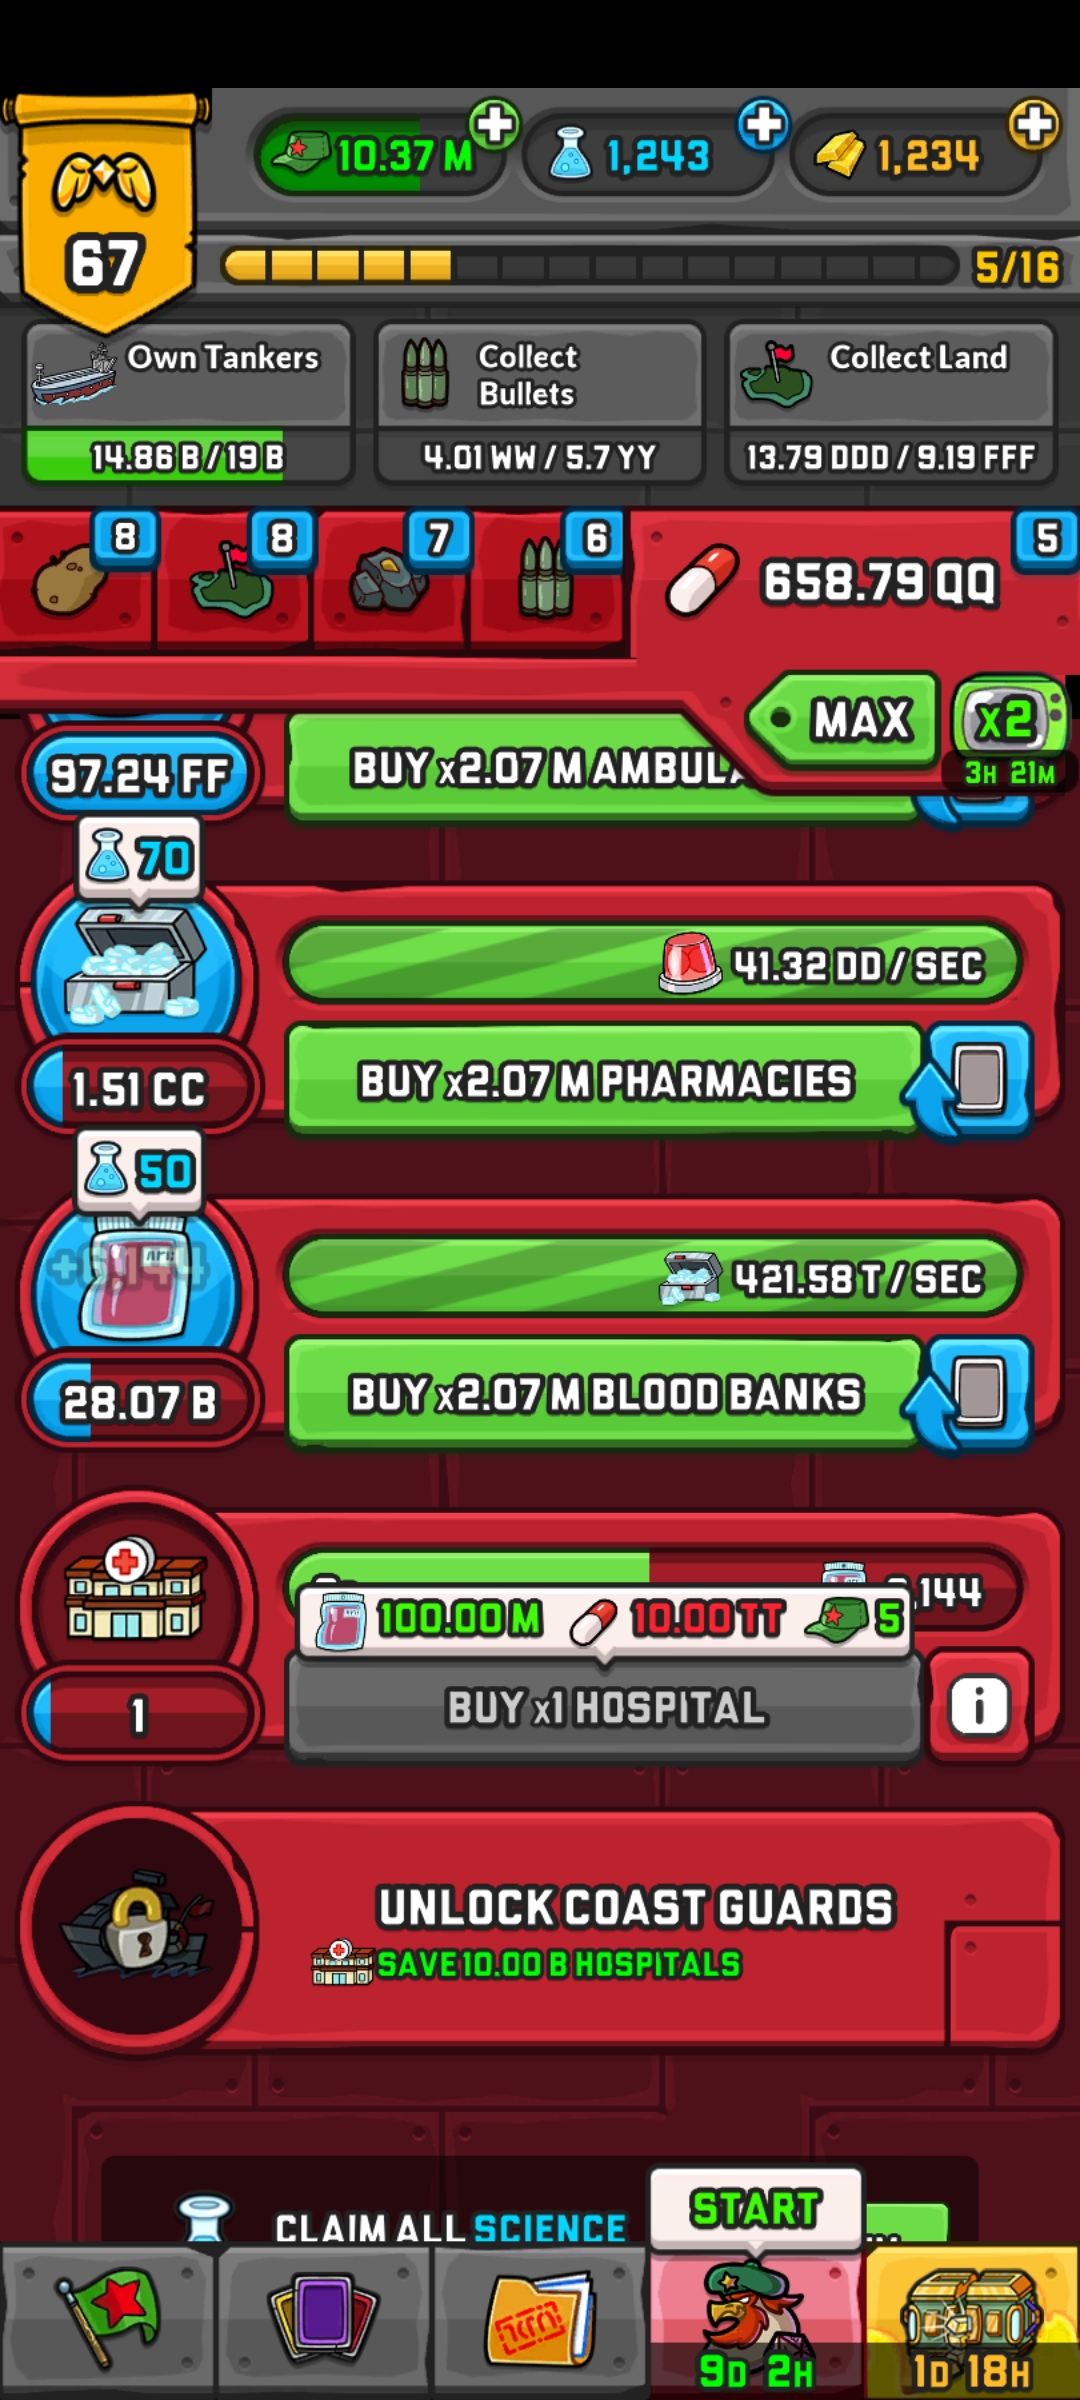 67
10.37 M
1,243
1,234
5/16
Own Tankers
14.86 B / 19 B
Collect
Bullets
4.01 WW / 5.7 YY
Collect Land
13.79 DDD / 9.19 FFF
8
8
7
6
5
658.79 QQ
MAX
x2
3H 21M
97.24 FF
BUY x2.07 M
70
41.32 DD / SEC
1.51 CC
BUY x2.07 M PHARMACIES
50
421.58 T / SEC
28.07 B
BUY x2.07 M BLOOD BANKS
,144
100.00 M
10.00 TT
5
1
BUY x1 HOSPITAL
i
UNLOCK COAST GUARDS
SAVE 10.00 B HOSPITALS
CLAIM ALL SCIENCE
START
9D 2H
1D 18H